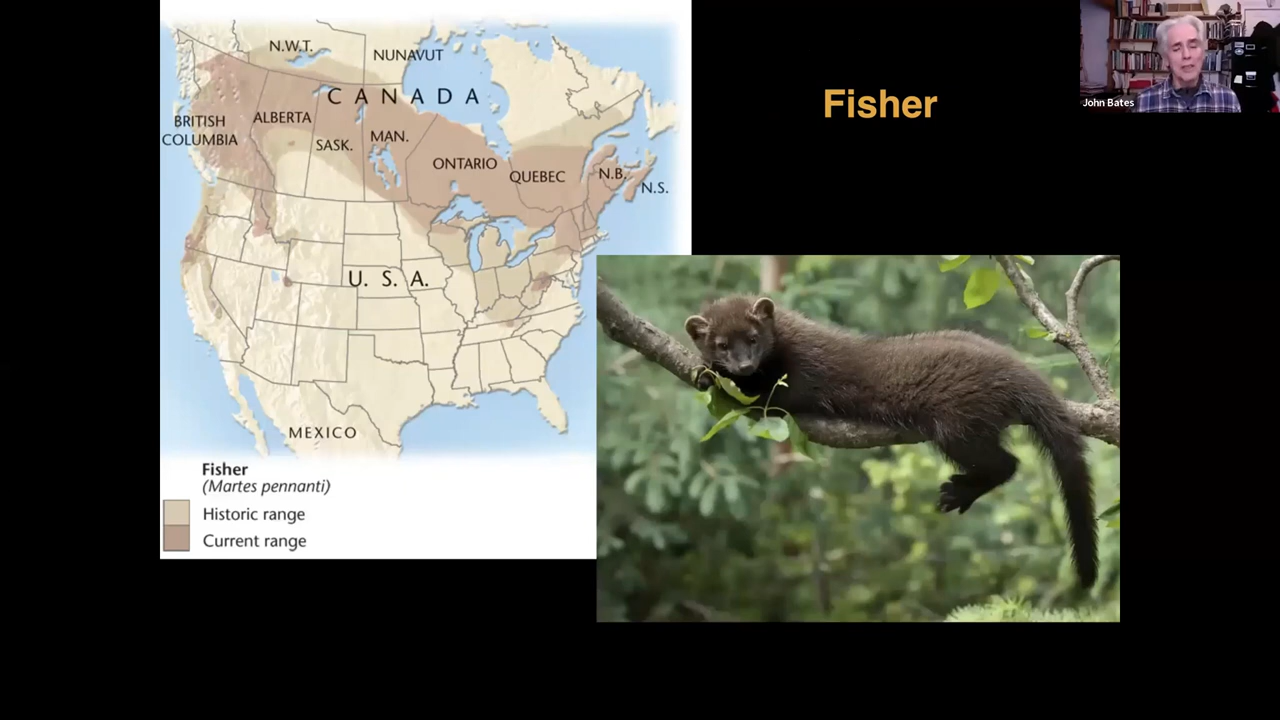 Fisher
John Bates
N.W.T.
NUNAVUT
CANADA
BRITISH
COLUMBIA
ALBERTA
SASK.
MAN.
ONTARIO
QUEBEC
N.B.
N.S.
U. S. A.
MEXICO
Fisher
(Martes pennanti)
Historic range
Current range